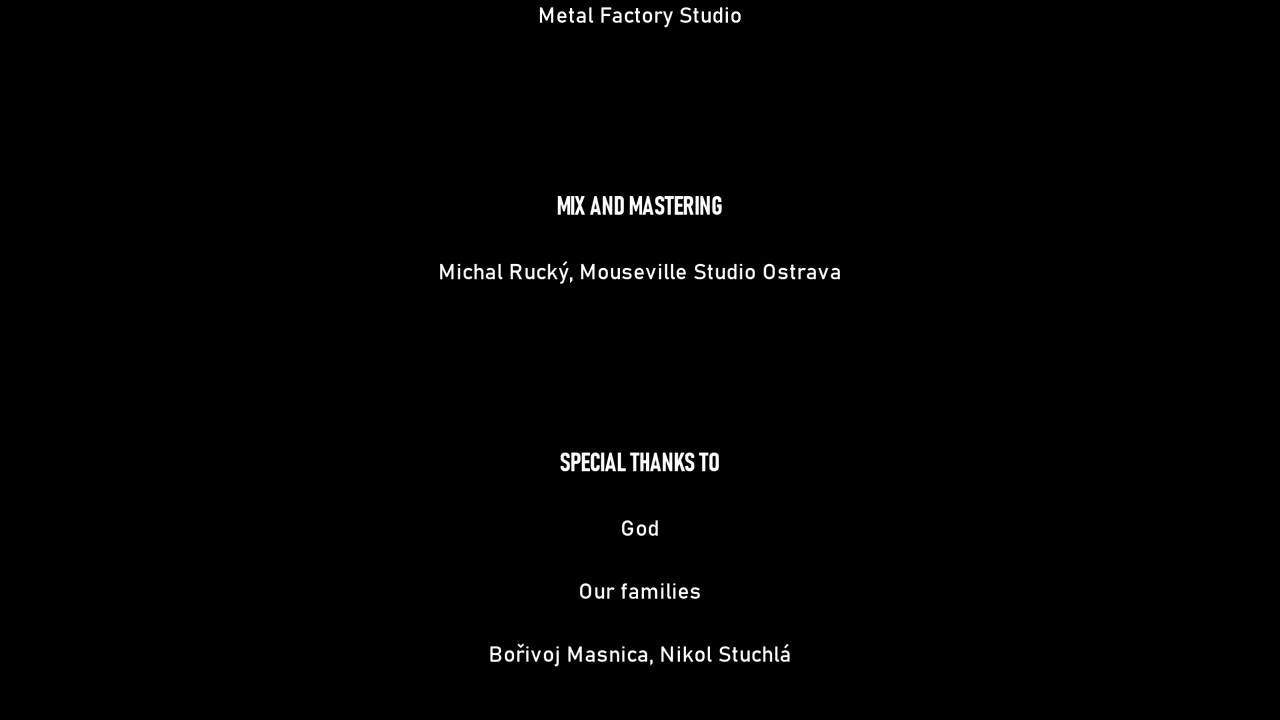 Metal Factory Studio
MIX AND MASTERING
Michal Rucký, Mouseville Studio Ostrava
SPECIAL THANKS TO
God
Our families
Bořivoj Masnica, Nikol Stuchlá